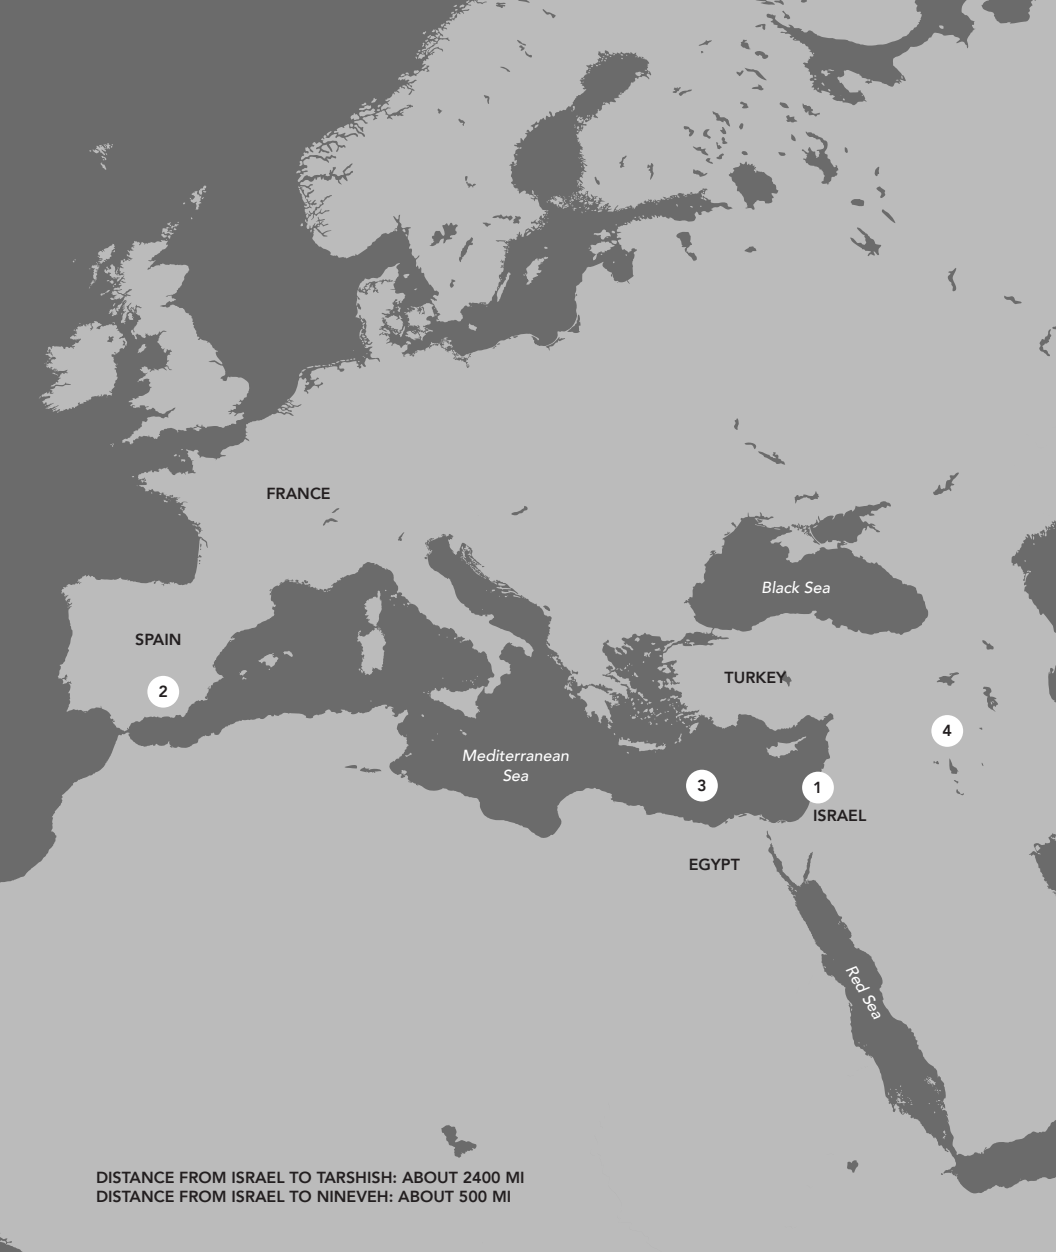 FRANCE
Black Sea
SPAIN
TURKEY
2
4
Mediterranean
Sea
3
1
ISRAEL
EGYPT
Red Sea
DISTANCE FROM ISRAEL TO TARSHISH: ABOUT 2400 MI
DISTANCE FROM ISRAEL TO NINEVEH: ABOUT 500 MI